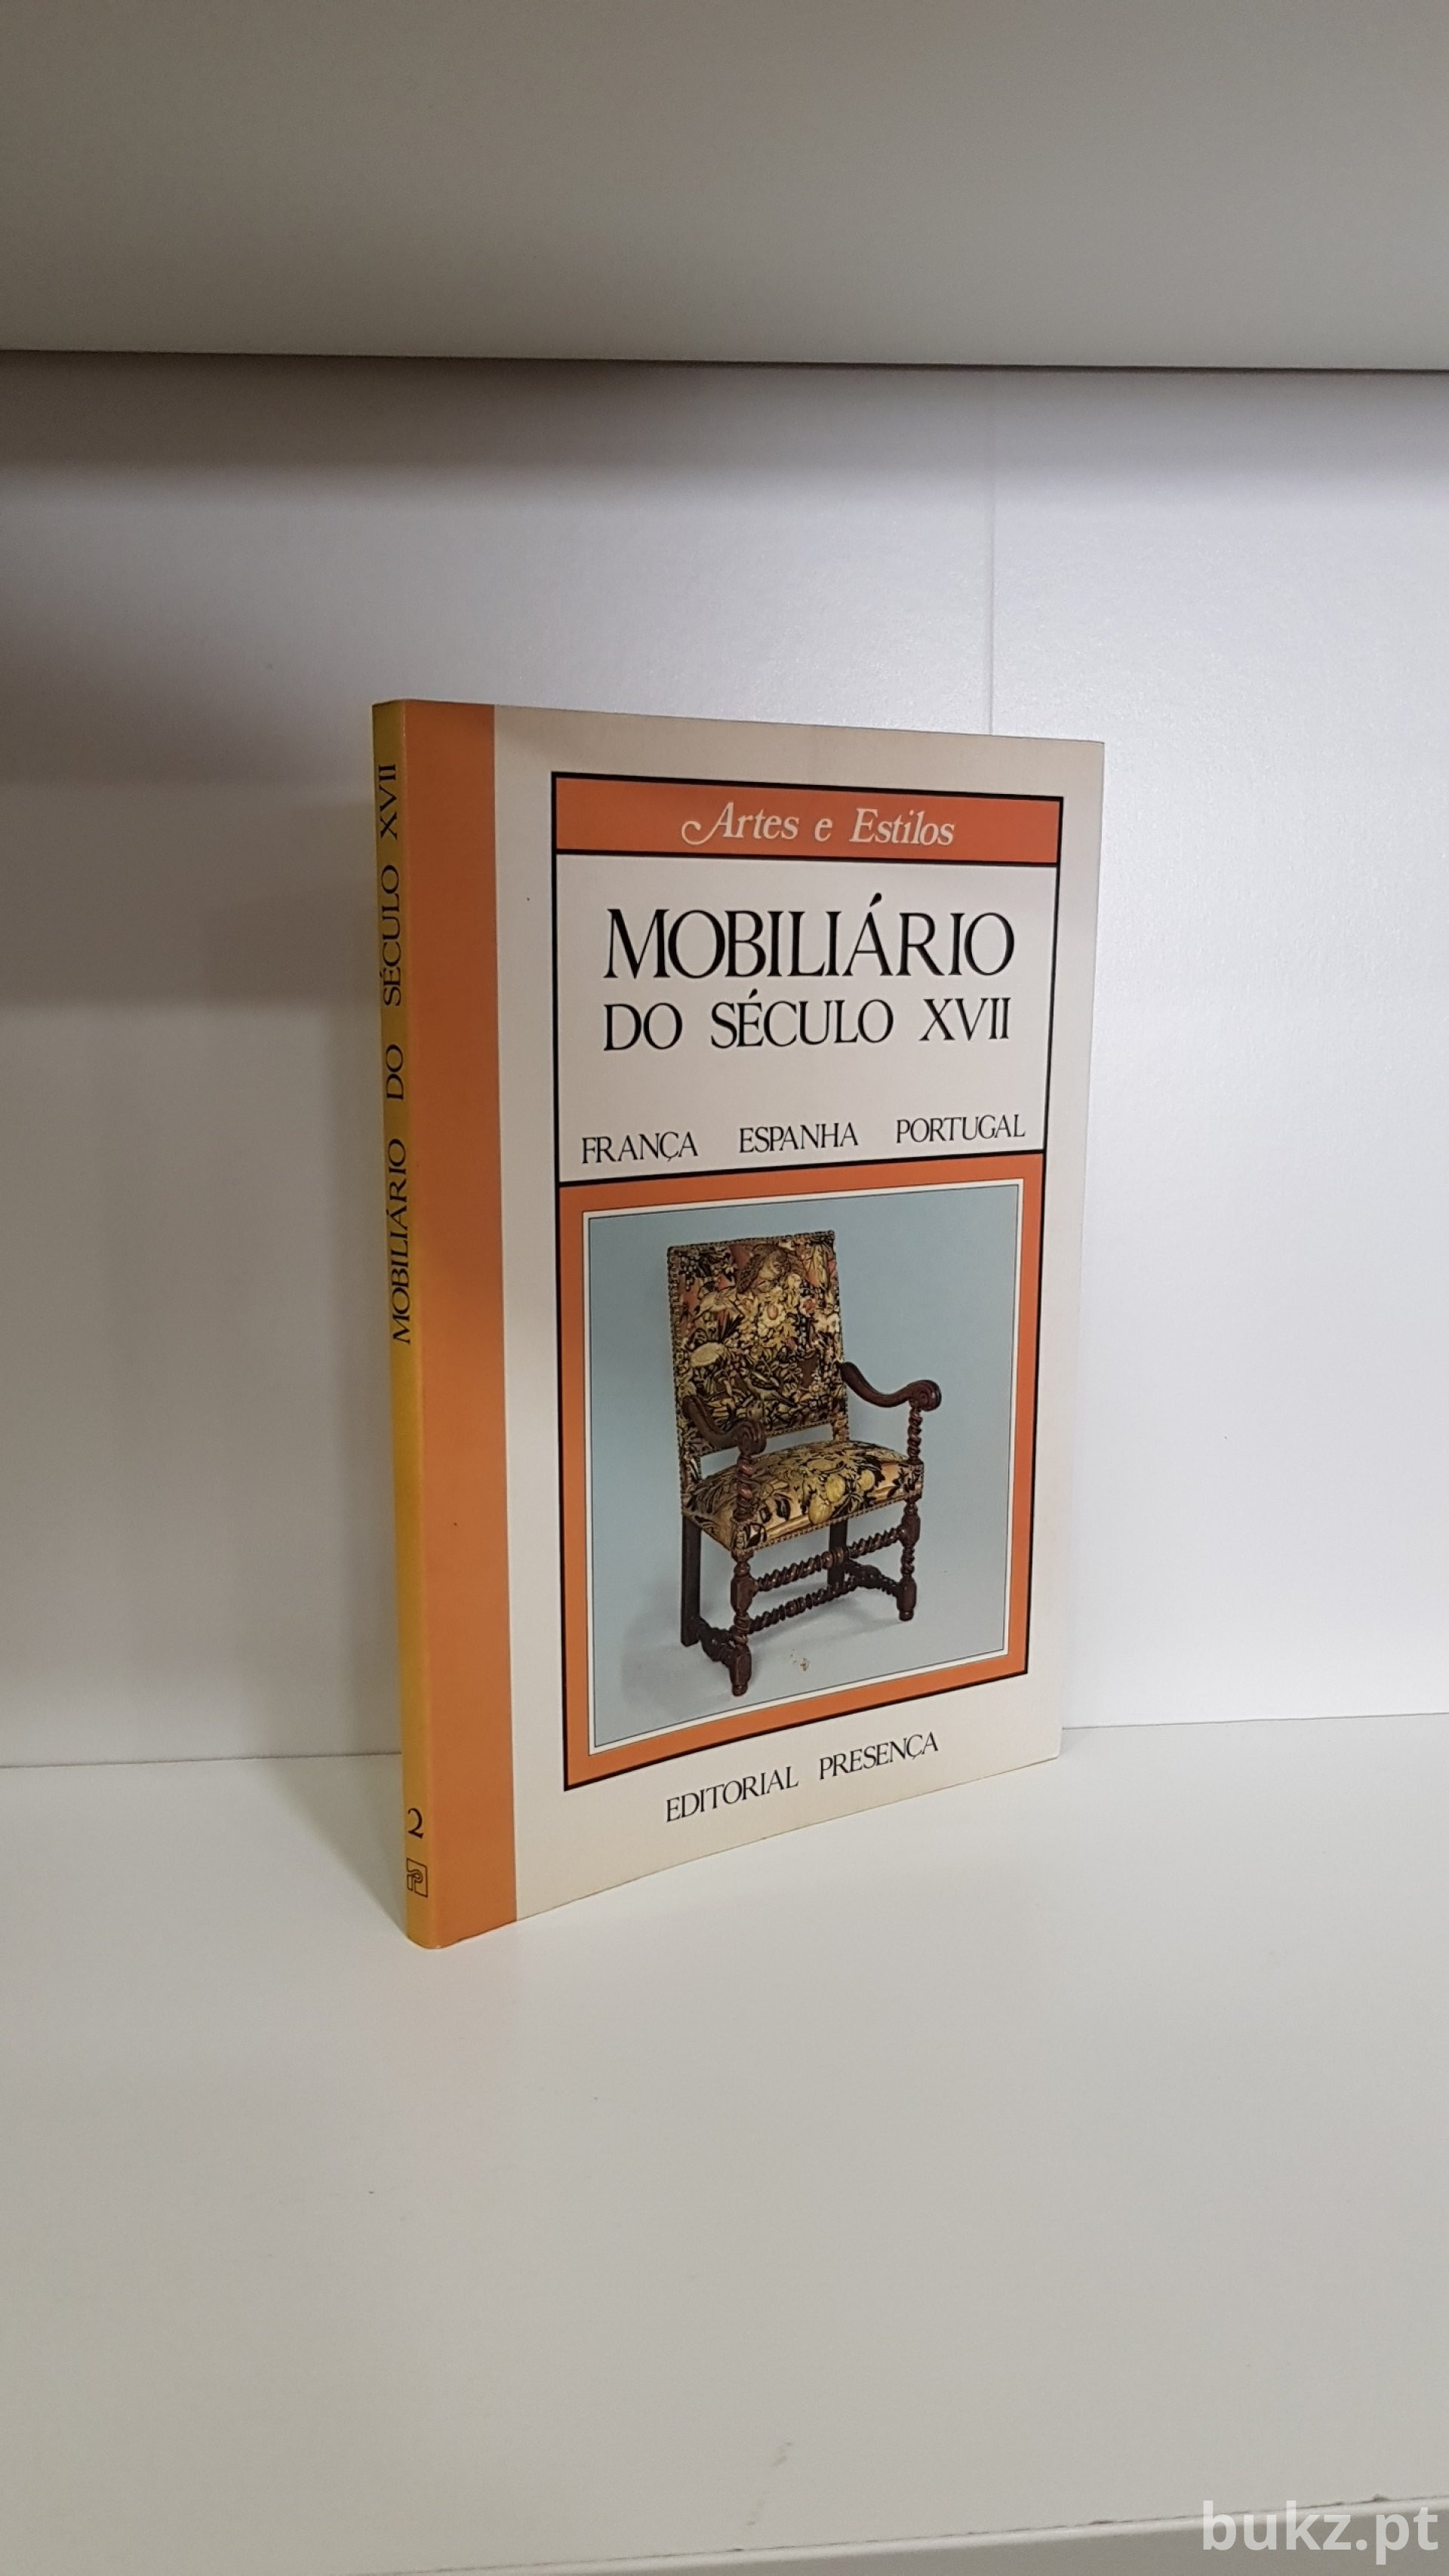 Artes e Estilos
MOBILIÁRIO
DO SÉCULO XVII
FRANÇA ESPANHA PORTUGAL
EDITORIAL PRESENÇA
MOBILIÁRIO DO SÉCULO XVII
2
bukz.pt